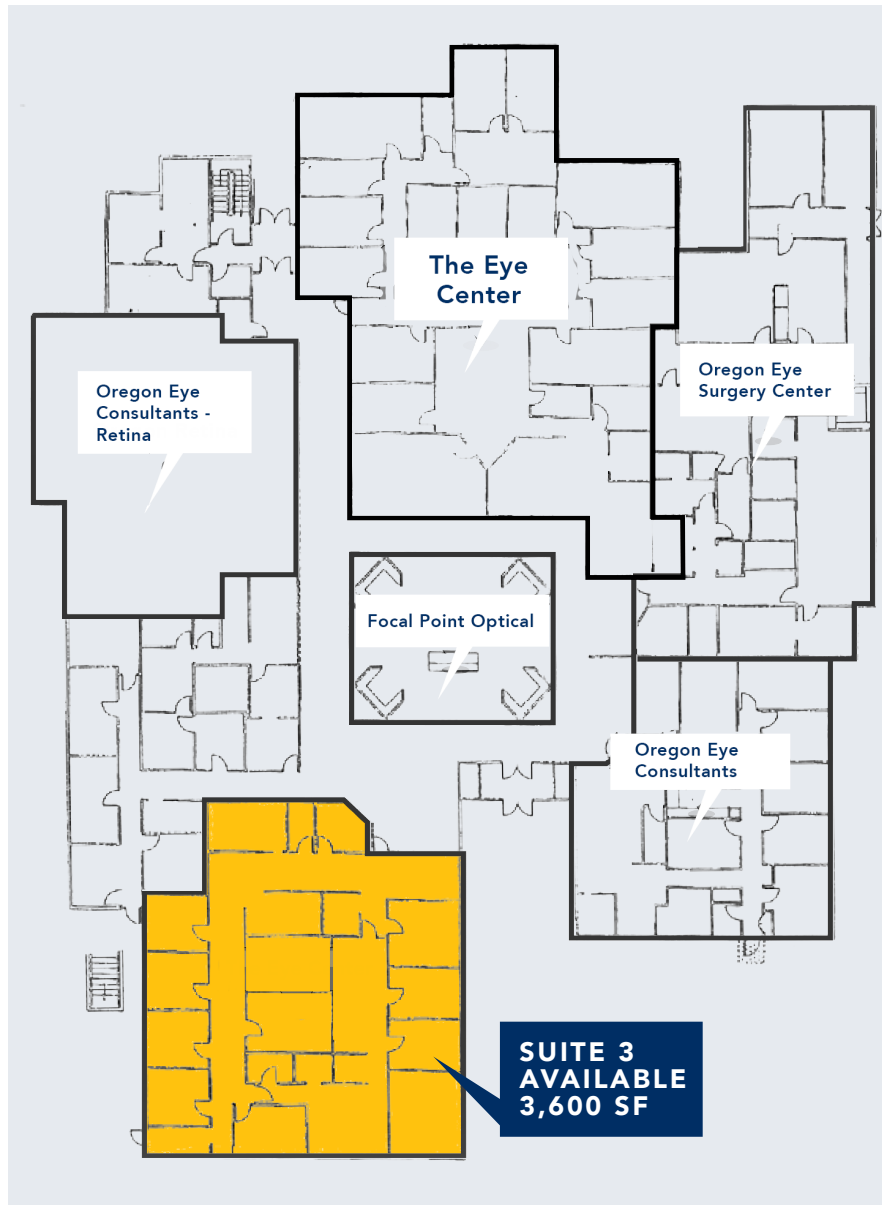 The Eye
Center
Oregon Eye
Surgery Center
Oregon Eye
Consultants -
Retina
Focal Point Optical
Oregon Eye
Consultants
SUITE 3
AVAILABLE
3,600 SF